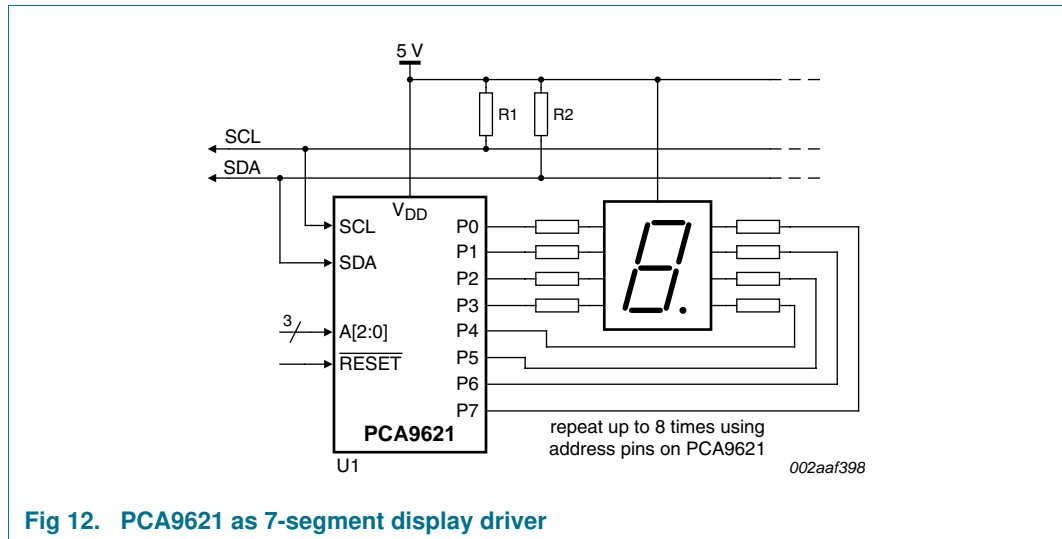 5 V
R1
R2
SCL
SDA
VDD
SCL
SDA
3
A[2:0]
RESET
P0
P1
P2
P3
P4
P5
P6
P7
PCA9621
U1
repeat up to 8 times using
address pins on PCA9621
002aaf398
Fig 12. PCA9621 as 7-segment display driver